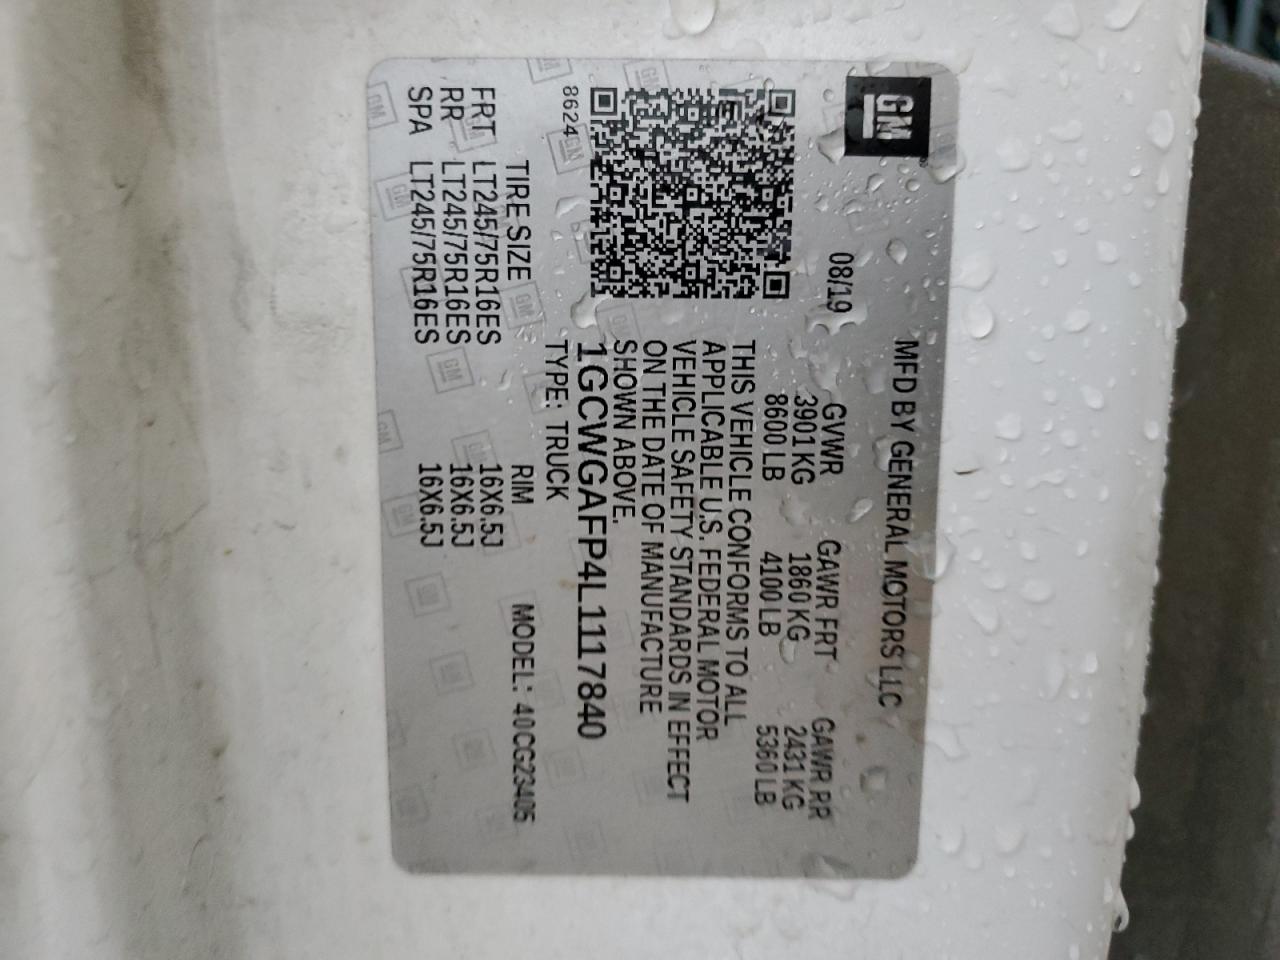 GM
MFD BY GENERAL MOTORS LLC
08/19
GVWR GAWR FRT GAWR RR
3901 KG 1860 KG 2431 KG
8600 LB 4100 LB 5360 LB
THIS VEHICLE CONFORMS TO ALL
APPLICABLE U.S. FEDERAL MOTOR
VEHICLE SAFETY STANDARDS IN EFFECT
ON THE DATE OF MANUFACTURE
SHOWN ABOVE.
1GCWGAFP4L1117840
8624
TYPE: TRUCK
TIRE SIZE RIM MODEL: 40CG23405
FRT LT245/75R16ES 16X6.5J
RR LT245/75R16ES 16X6.5J
SPA LT245/75R16ES 16X6.5J